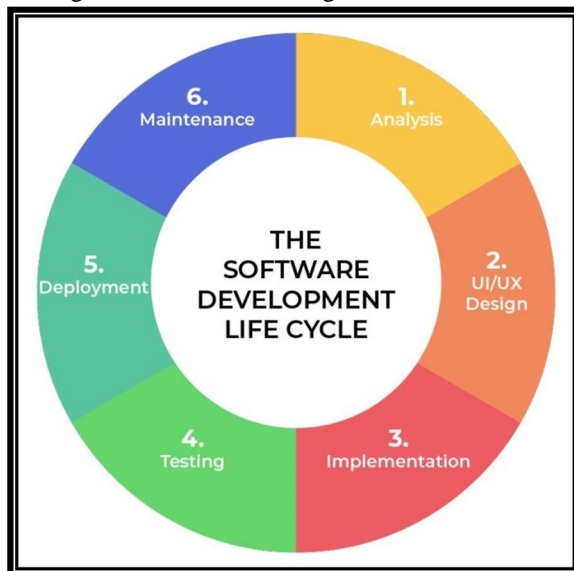 THE
SOFTWARE
DEVELOPMENT
LIFE CYCLE
1.
Analysis
2.
UI/UX
Design
3.
Implementation
4.
Testing
5.
Deployment
6.
Maintenance